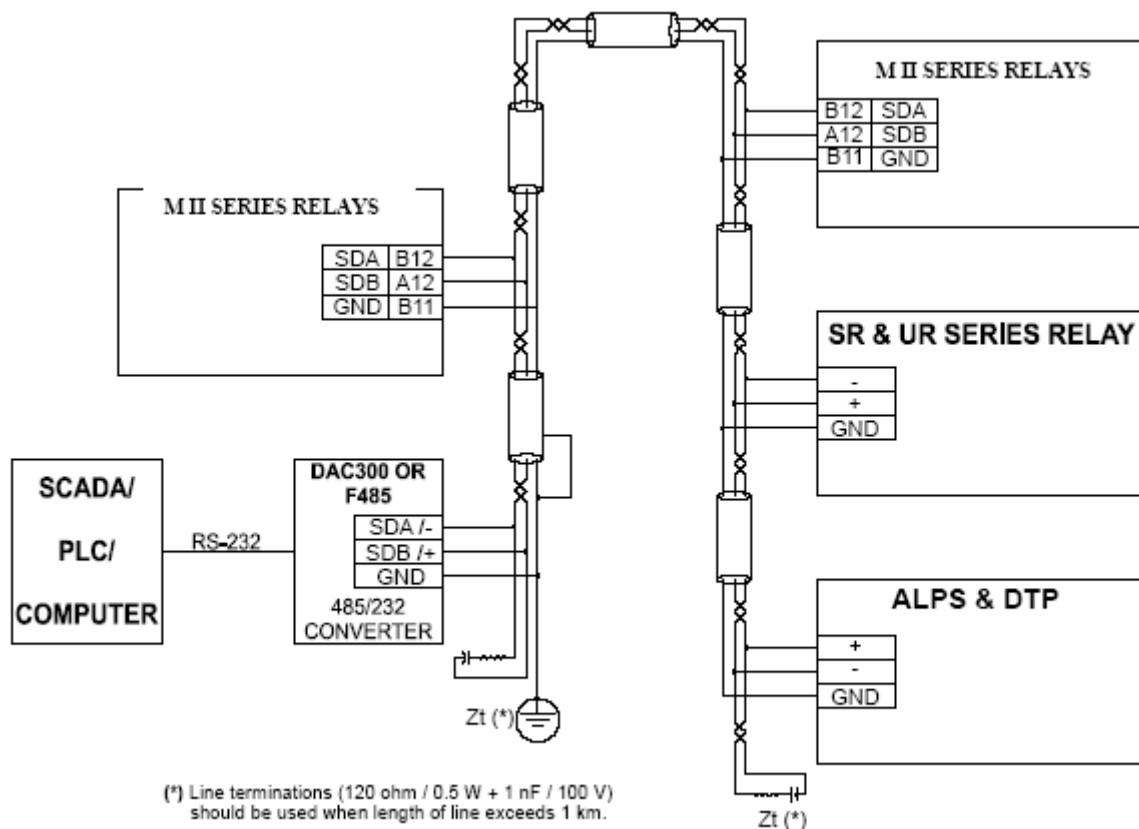 M II SERIES RELAYS
B12 SDA
A12 SDB
B11 GND
M II SERIES RELAYS
SDA B12
SDB A12
GND B11
SR & UR SERIES RELAY
-
+
GND
SCADA/
PLC/
COMPUTER
RS-232
DAC300 OR
F485
SDA /-
SDB /+
GND
485/232
CONVERTER
ALPS & DTP
+
-
GND
Zt (*)
(*) Line terminations (120 ohm / 0.5 W + 1 nF / 100 V)
should be used when length of line exceeds 1 km.
Zt (*)